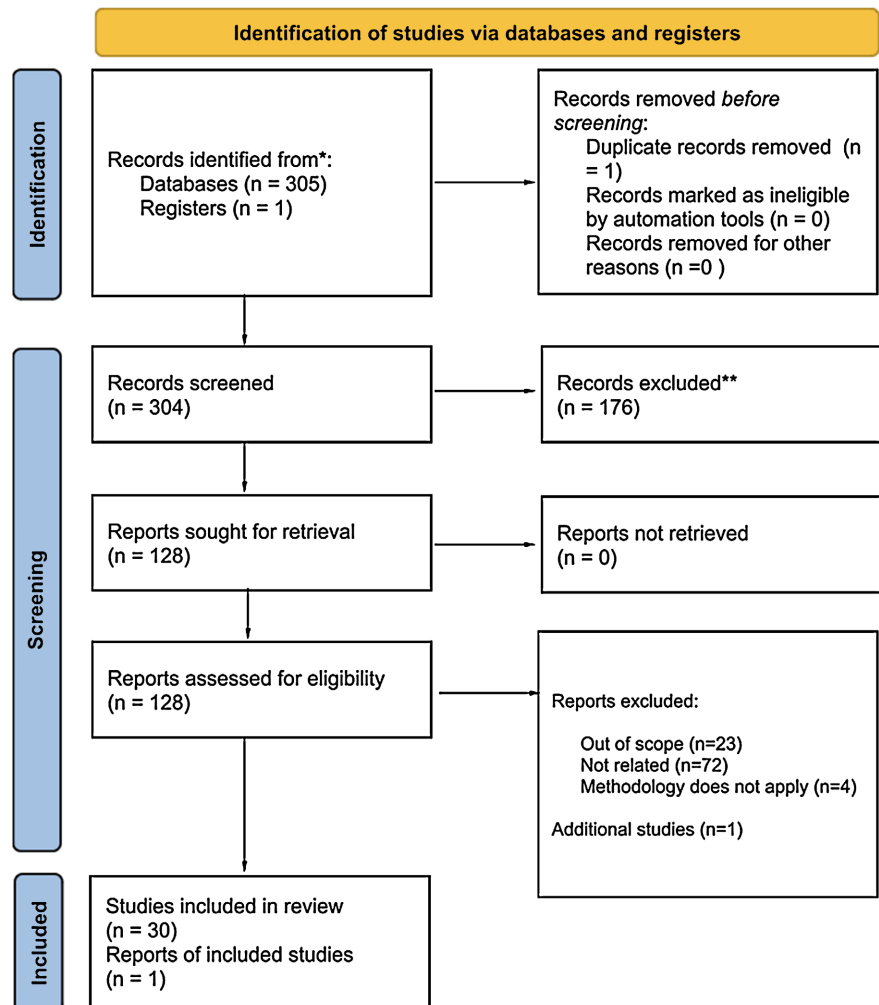 Identification of studies via databases and registers
Identification
Records identified from*:
Databases (n = 305)
Registers (n = 1)
Records removed before
screening:
Duplicate records removed  (n
= 1)
Records marked as ineligible
by automation tools (n = 0)
Records removed for other
reasons (n =0 )
Screening
Records screened
(n = 304)
Records excluded**
(n = 176)
Reports sought for retrieval
(n = 128)
Reports not retrieved
(n = 0)
Reports assessed for eligibility
(n = 128)
Reports excluded:
Out of scope (n=23)
Not related (n=72)
Methodology does not apply (n=4)
Additional studies (n=1)
Included
Studies included in review
(n = 30)
Reports of included studies
(n = 1)